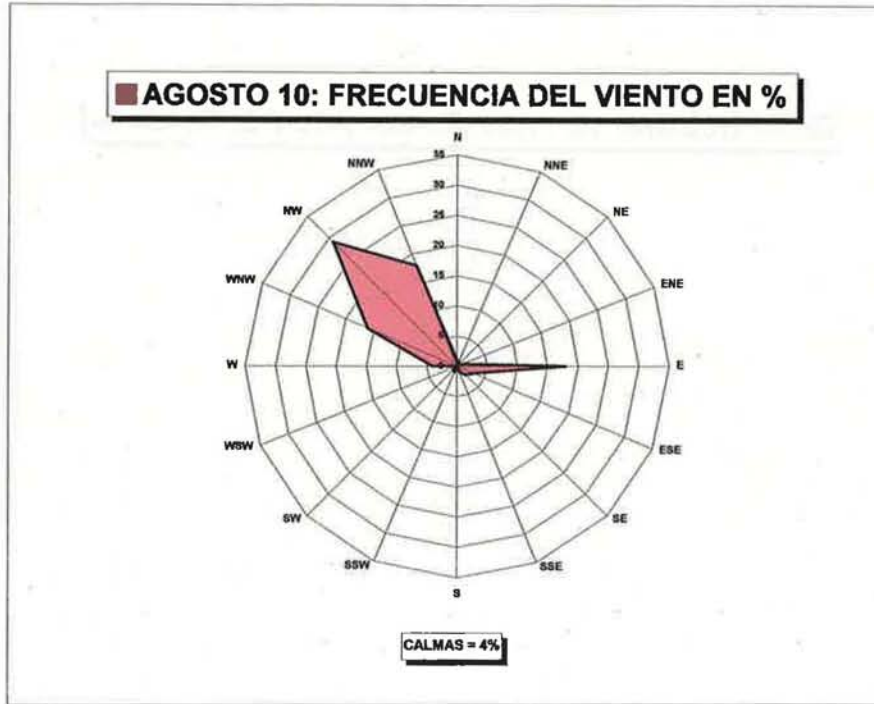 AGOSTO 10: FRECUENCIA DEL VIENTO EN %
N
NNE
NE
ENE
E
ESE
SE
SSE
S
SSW
SW
WSW
W
WNW
NW
NNW
35
30
25
20
15
10
5
0
CALMAS = 4%